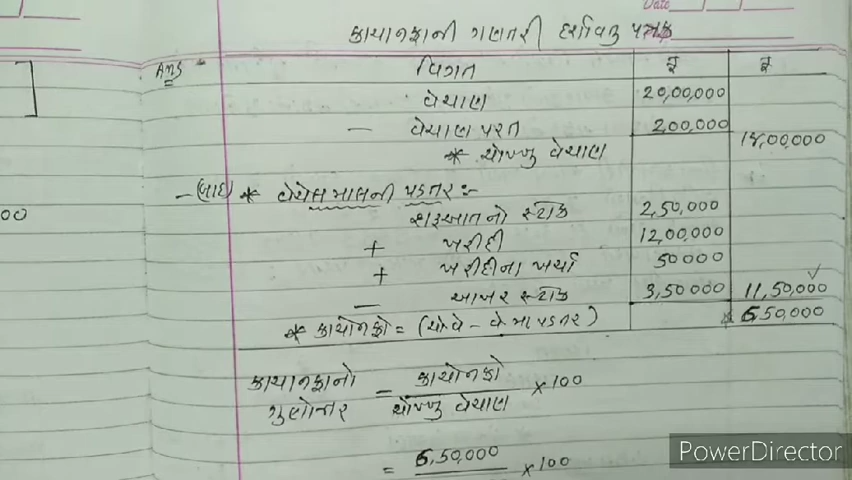 Date
કાચાનફાની ગણતરી દર્શાવતુ પત્રક
Ans =
વિગત ₹ ₹
વેચાણ 20,00,000
— વેચાણ પરત 2,00,000
* ચોખ્ખુ વેચાણ 18,00,000
- (બાદ) * વેચેલ માલની પડતર :-
શરૂઆતનો સ્ટોક 2,50,000
+ ખરીદી 12,00,000
00
+ ખરીદીના ખર્ચા 50000
— આખર સ્ટોક 3,50,000 11,50,000
* કાચોનફો = (ચો.વે - વે.મા પડતર) * 6,50,000
કાચાનફાનો ગુણોત્તર = કાચોનફો / ચોખ્ખુ વેચાણ × 100
= 6,50,000 × 100
PowerDirector